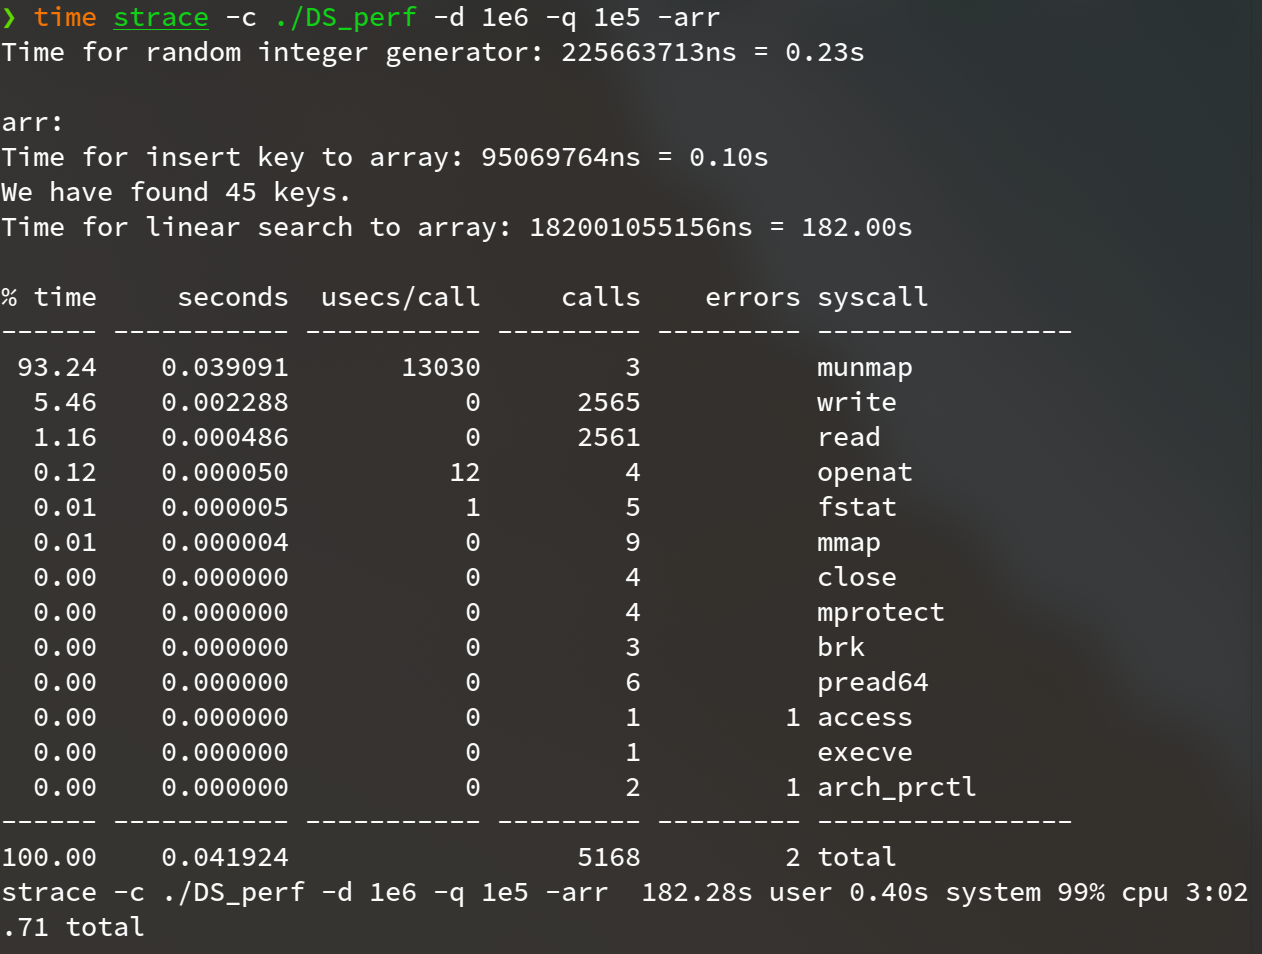 ❯ time strace -c ./DS_perf -d 1e6 -q 1e5 -arr
Time for random integer generator: 225663713ns = 0.23s

arr:
Time for insert key to array: 95069764ns = 0.10s
We have found 45 keys.
Time for linear search to array: 182001055156ns = 182.00s

% time     seconds  usecs/call     calls    errors syscall
------ ----------- ----------- --------- --------- ----------------
 93.24    0.039091       13030         3           munmap
  5.46    0.002288           0      2565           write
  1.16    0.000486           0      2561           read
  0.12    0.000050          12         4           openat
  0.01    0.000005           1         5           fstat
  0.01    0.000004           0         9           mmap
  0.00    0.000000           0         4           close
  0.00    0.000000           0         4           mprotect
  0.00    0.000000           0         3           brk
  0.00    0.000000           0         6           pread64
  0.00    0.000000           0         1         1 access
  0.00    0.000000           0         1           execve
  0.00    0.000000           0         2         1 arch_prctl
------ ----------- ----------- --------- --------- ----------------
100.00    0.041924                  5168         2 total
strace -c ./DS_perf -d 1e6 -q 1e5 -arr  182.28s user 0.40s system 99% cpu 3:02
.71 total